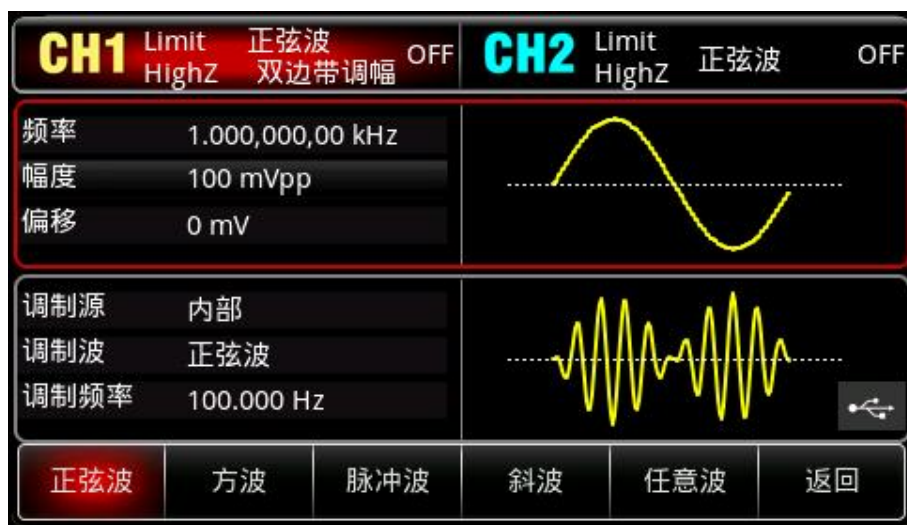 CH1 Limit 正弦波 OFF CH2 Limit 正弦波 OFF
HighZ 双边带调幅 HighZ
频率 1.000,000,00 kHz
幅度 100 mVpp
偏移 0 mV
调制源 内部
调制波 正弦波
调制频率 100.000 Hz
正弦波 方波 脉冲波 斜波 任意波 返回